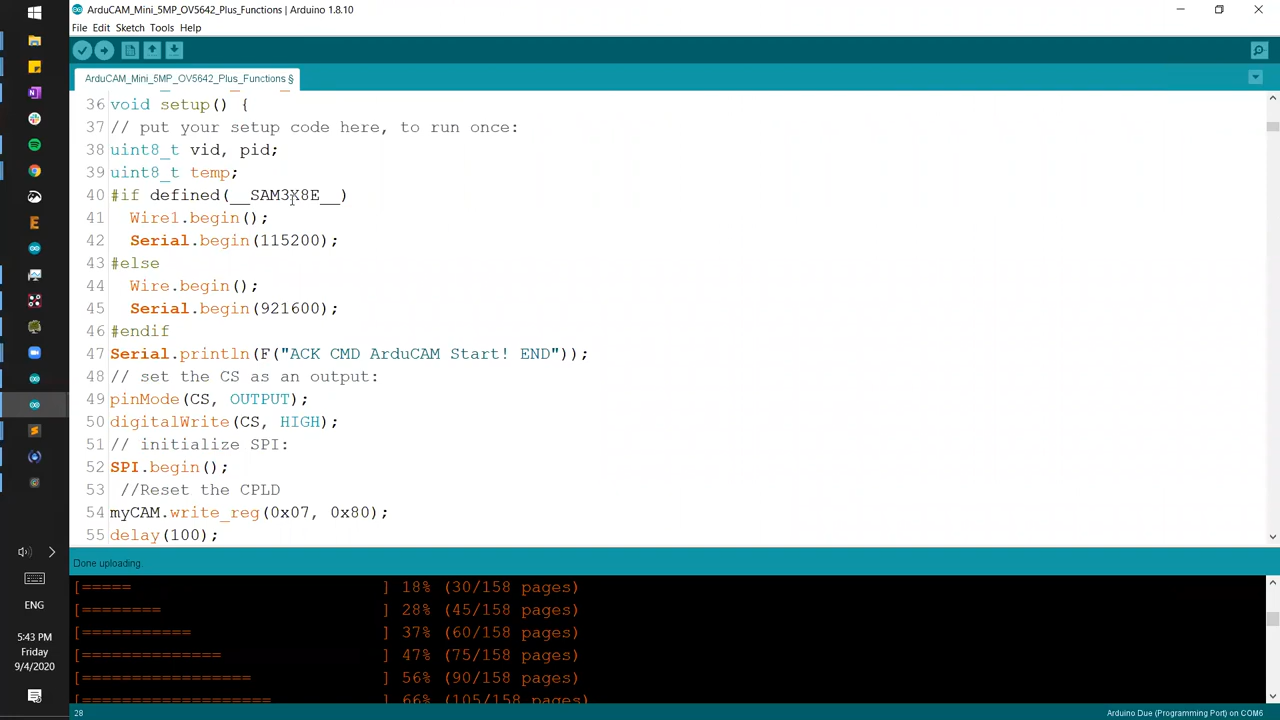 ArduCAM_Mini_5MP_OV5642_Plus_Functions | Arduino 1.8.10
File Edit Sketch Tools Help
ArduCAM_Mini_5MP_OV5642_Plus_Functions §
36 void setup() {
37 // put your setup code here, to run once:
38 uint8_t vid, pid;
39 uint8_t temp;
40 #if defined(__SAM3X8E__)
41 Wire1.begin();
42 Serial.begin(115200);
43 #else
44 Wire.begin();
45 Serial.begin(921600);
46 #endif
47 Serial.println(F("ACK CMD ArduCAM Start! END"));
48 // set the CS as an output:
49 pinMode(CS, OUTPUT);
50 digitalWrite(CS, HIGH);
51 // initialize SPI:
52 SPI.begin();
53 //Reset the CPLD
54 myCAM.write_reg(0x07, 0x80);
55 delay(100);
Done uploading.
[===== ] 18% (30/158 pages)
[======== ] 28% (45/158 pages)
[=========== ] 37% (60/158 pages)
[============== ] 47% (75/158 pages)
[================= ] 56% (90/158 pages)
[=================== ] 66% (105/158 pages)
28
Arduino Due (Programming Port) on COM6
ENG
5:43 PM
Friday
9/4/2020